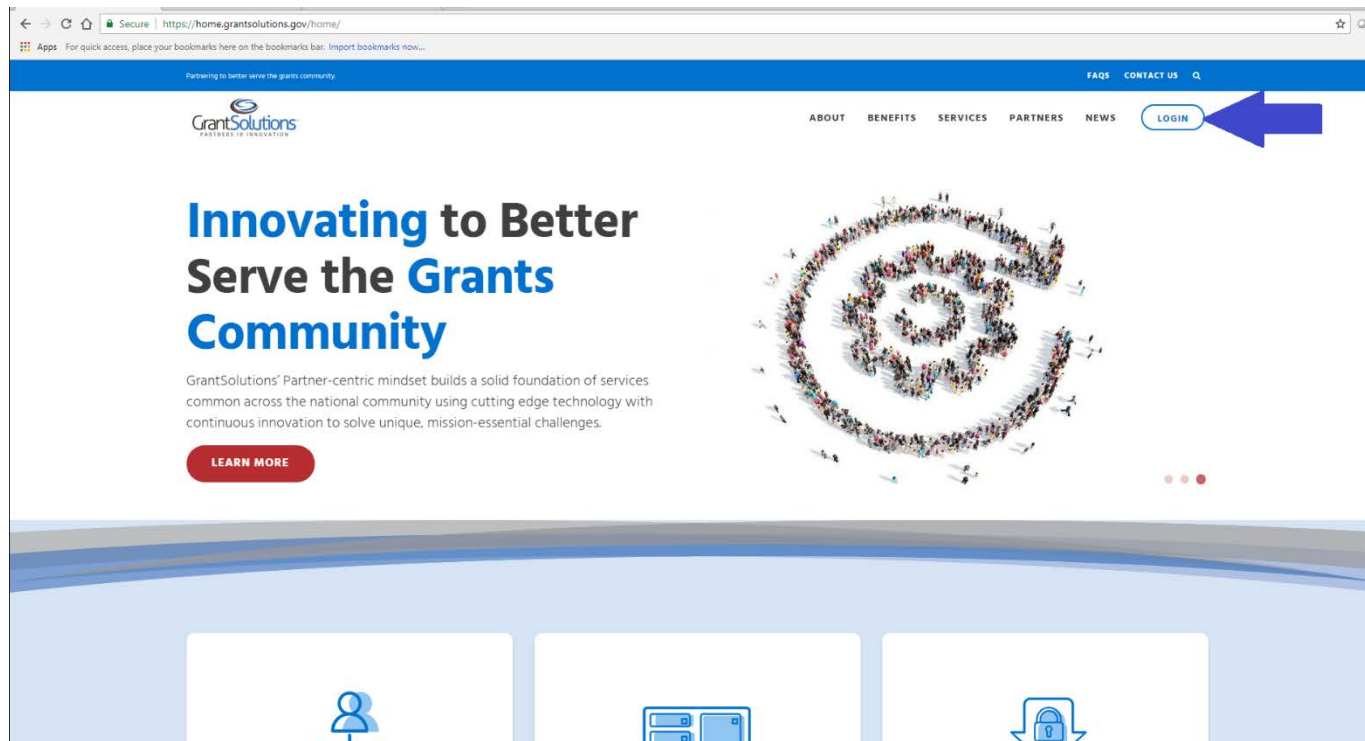 Secure | https://home.grantsolutions.gov/home/
Apps For quick access, place your bookmarks here on the bookmarks bar. Import bookmarks now...
Partnering to better serve the grants community.
FAQS CONTACT US
GrantSolutions
PARTNERS IN INNOVATION
ABOUT BENEFITS SERVICES PARTNERS NEWS LOGIN
Innovating to Better
Serve the Grants
Community
GrantSolutions' Partner-centric mindset builds a solid foundation of services
common across the national community using cutting edge technology with
continuous innovation to solve unique, mission-essential challenges.
LEARN MORE